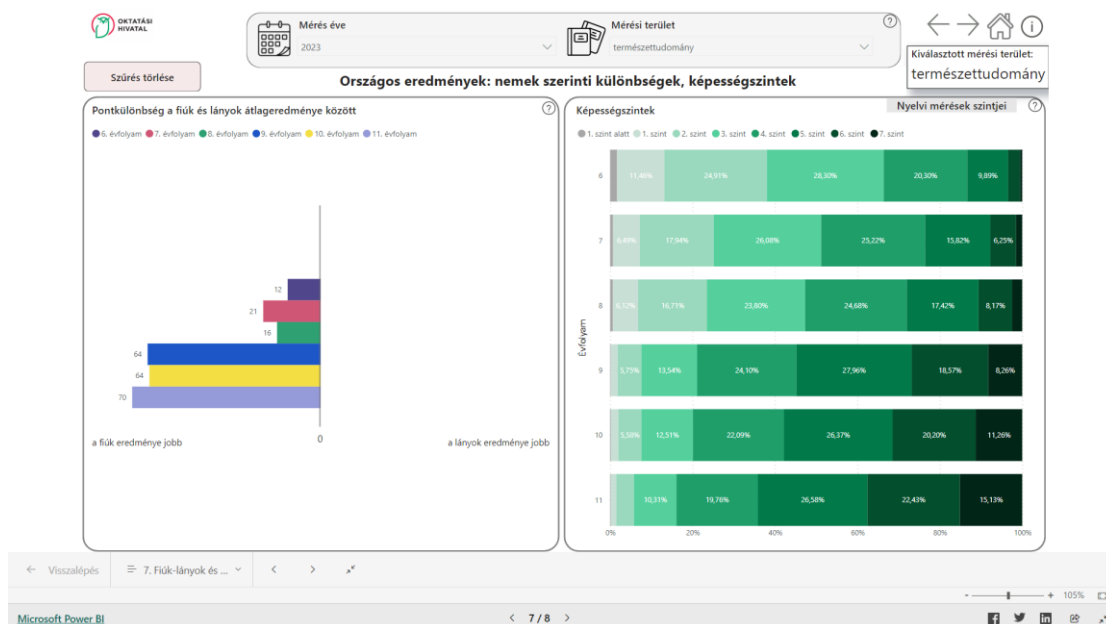 OKTATÁSI
HIVATAL
Mérés éve
2023
Mérési terület
természettudomány
?
i
Kiválasztott mérési terület:
természettudomány
Szűrés törlése
Országos eredmények: nemek szerinti különbségek, képességszintek
Pontkülönbség a fiúk és lányok átlageredménye között
?
6. évfolyam 7. évfolyam 8. évfolyam 9. évfolyam 10. évfolyam 11. évfolyam
12
21
16
64
64
70
a fiúk eredménye jobb
0
a lányok eredménye jobb
Képességszintek
Nyelvi mérések szintjei
?
1. szint alatt 1. szint 2. szint 3. szint 4. szint 5. szint 6. szint 7. szint
Évfolyam
6 11,46% 24,91% 28,30% 20,30% 9,89%
7 6,49% 17,94% 26,08% 25,22% 15,82% 6,25%
8 6,12% 16,71% 23,80% 24,68% 17,42% 8,17%
9 5,75% 13,54% 24,10% 27,96% 18,57% 8,26%
10 5,58% 12,51% 22,09% 26,37% 20,20% 11,26%
11 10,31% 19,76% 26,58% 22,43% 15,13%
0% 20% 40% 60% 80% 100%
Visszalépés
7. Fiúk-lányok és ...
- + 105%
Microsoft Power BI
7 / 8